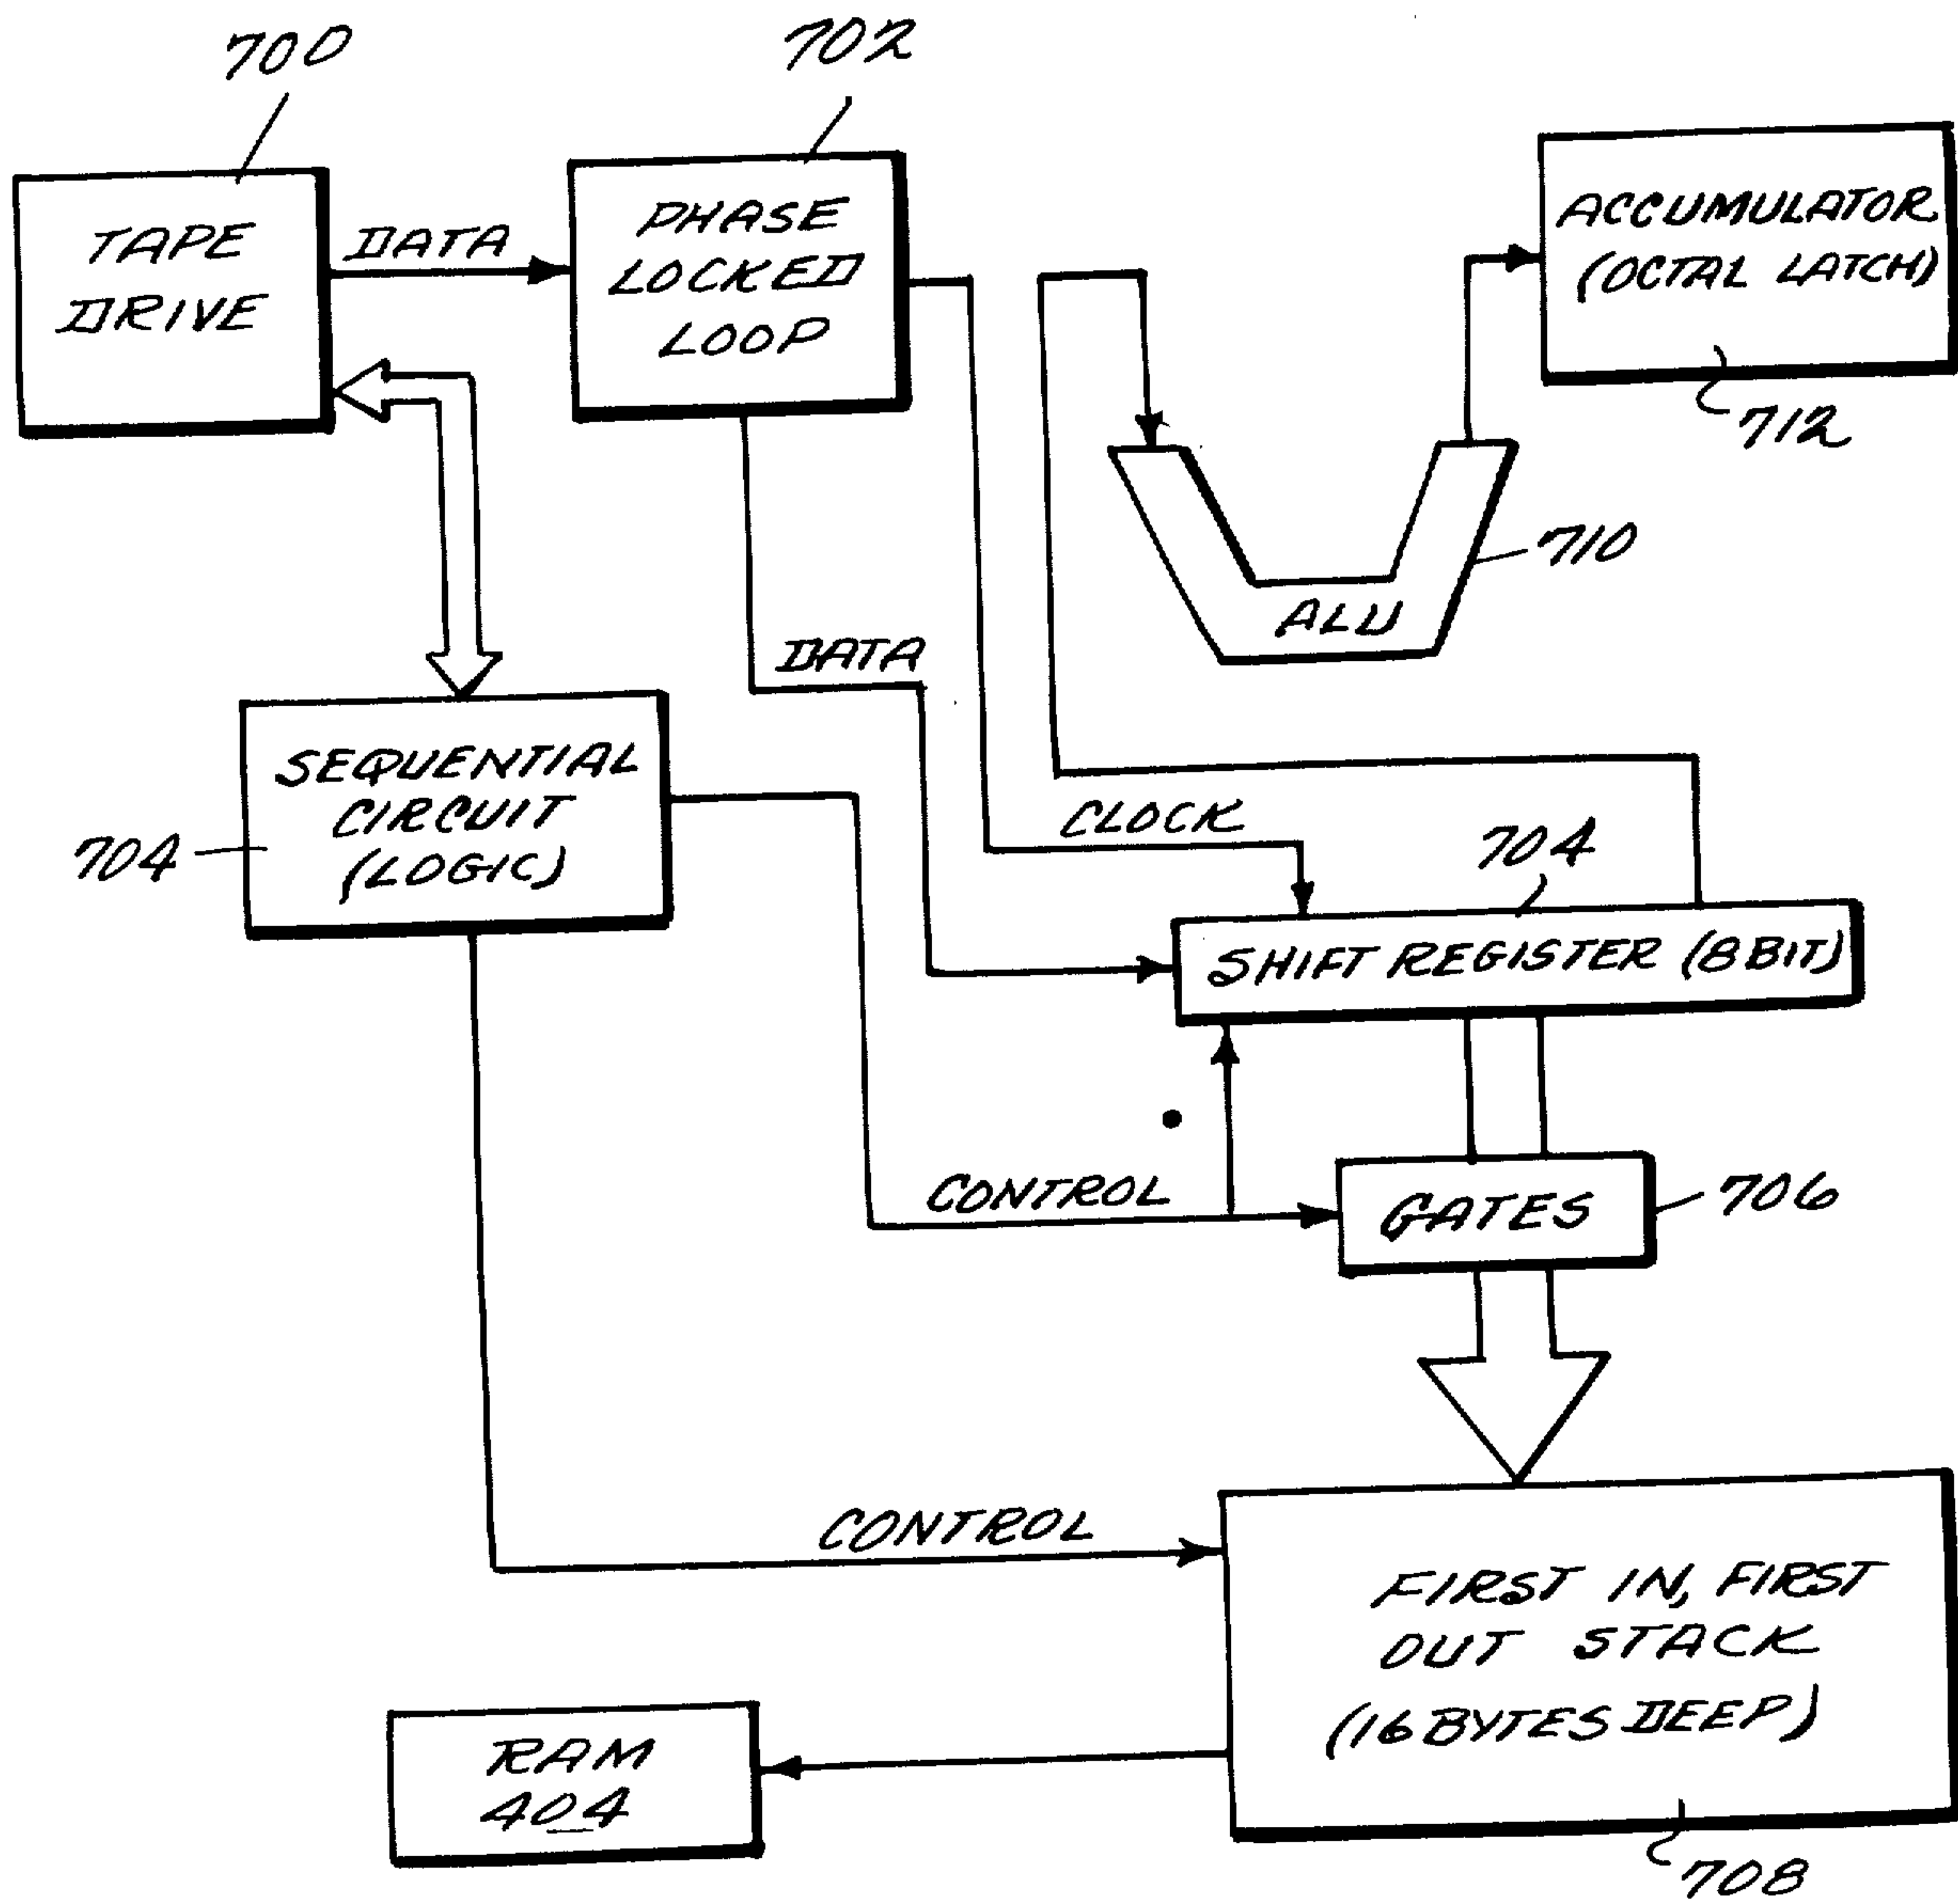 700
702
TAPE
DRIVE
DATA
PHASE
LOCKED
LOOP
ACCUMULATOR
(OCTAL LATCH)
712
710
ALU
DATA
SEQUENTIAL
CIRCUIT
(LOGIC)
704
CLOCK
704
SHIFT REGISTER (8 BIT)
CONTROL
GATES
706
CONTROL
FIRST IN, FIRST
OUT STACK
(16 BYTES DEEP)
RAM
404
708